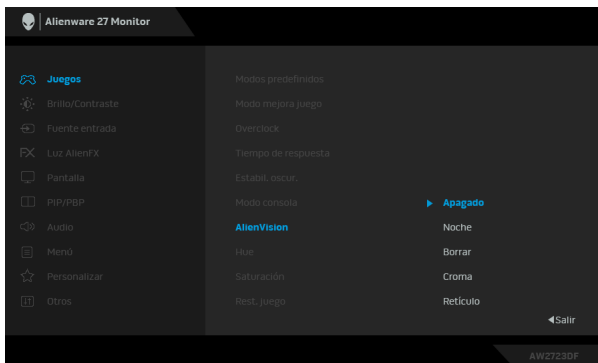 Alienware 27 Monitor
Juegos
Modos predefinidos
Brillo/Contraste
Modo mejora juego
Fuente entrada
Overclock
FX Luz AlienFX
Tiempo de respuesta
Pantalla
Estabil. oscur.
PIP/PBP
Modo consola
Apagado
Audio
AlienVision
Noche
Menú
Hue
Borrar
Personalizar
Saturación
Croma
Otros
Rest. juego
Retículo
Salir
AW2723DF